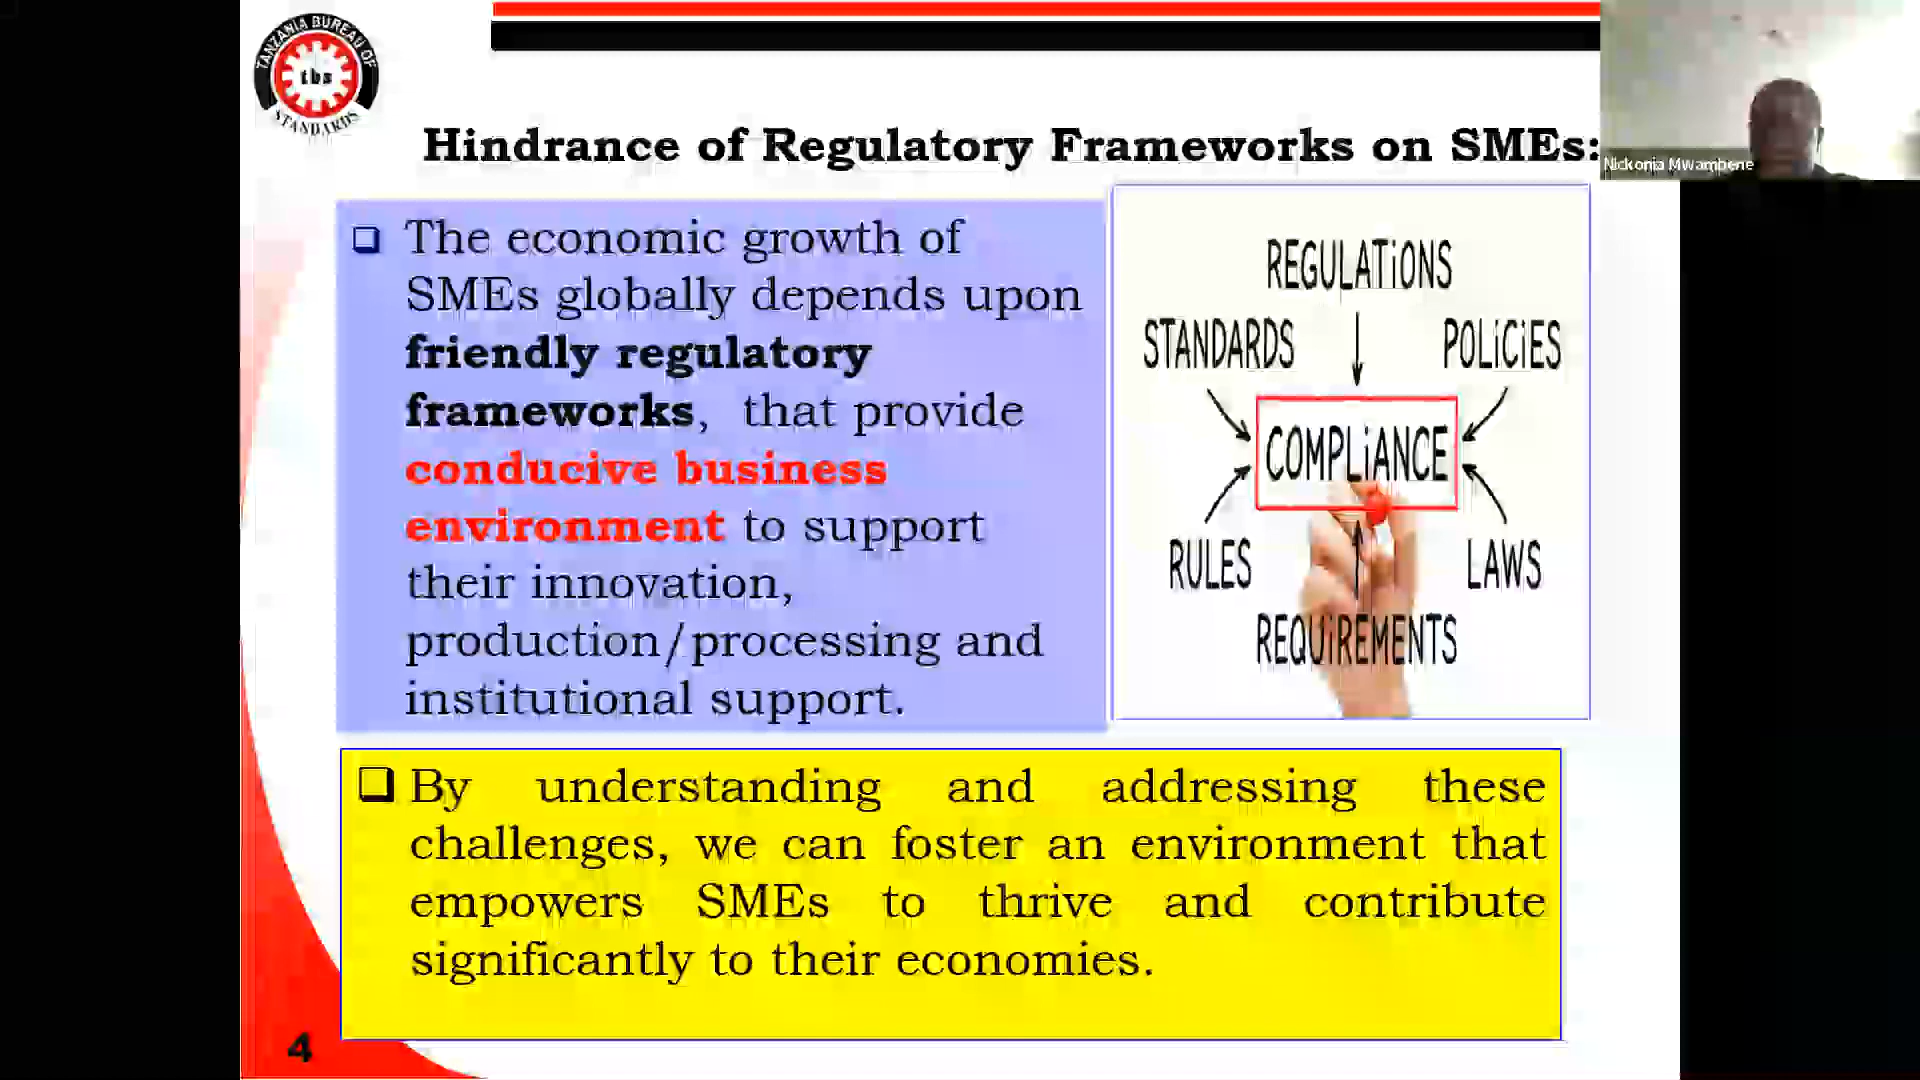 TANZANIA BUREAU OF
tbs
STANDARDS
Hindrance of Regulatory Frameworks on SMEs:
Nickonia Mwambene
❑ The economic growth of
SMEs globally depends upon
friendly regulatory
frameworks, that provide
conducive business
environment to support
their innovation,
production/processing and
institutional support.
REGULATiONS
STANDARDS
POLiCiES
COMPLiANCE
RULES
LAWS
REQUiREMENTS
❑ By understanding and addressing these
challenges, we can foster an environment that
empowers SMEs to thrive and contribute
significantly to their economies.
4